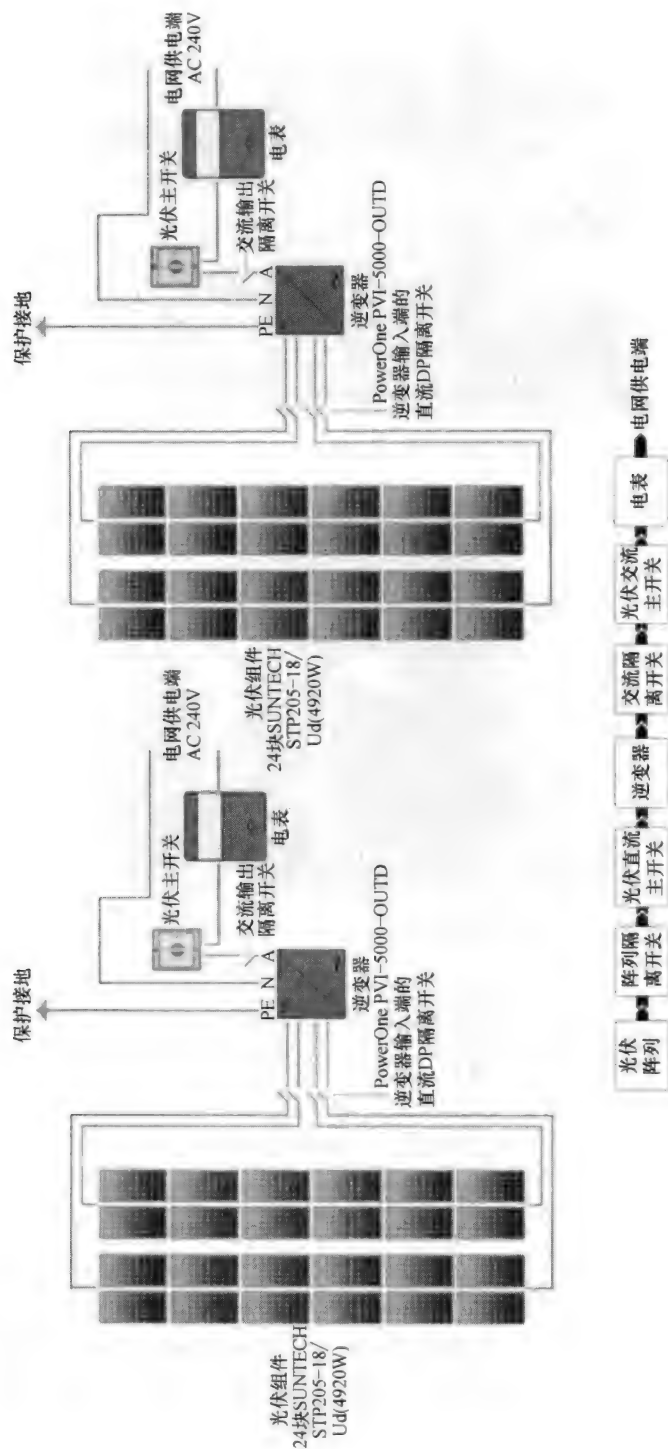 保护接地
光伏主开关
电网供电端
AC 240V
PE N A
交流输出
隔离开关
电表
逆变器
PowerOne PVI-5000-OUTD
逆变器输入端的
直流DP隔离开关
光伏组件
24块SUNTECH
STP205-18/
Ud(4920W)
保护接地
光伏主开关
电网供电端
AC 240V
PE N A
交流输出
隔离开关
电表
逆变器
PowerOne PVI-5000-OUTD
逆变器输入端的
直流DP隔离开关
光伏组件
24块SUNTECH
STP205-18/
Ud(4920W)
光伏
阵列
阵列隔
离开关
光伏直流
主开关
逆变器
交流隔
离开关
光伏交流
主开关
电表
电网供电端